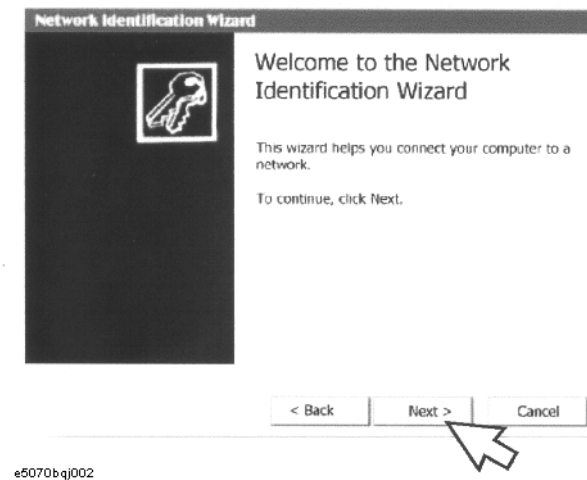 Network Identification Wizard
Welcome to the Network
Identification Wizard
This wizard helps you connect your computer to a
network.
To continue, click Next.
< Back
Next >
Cancel
e5070bqj002